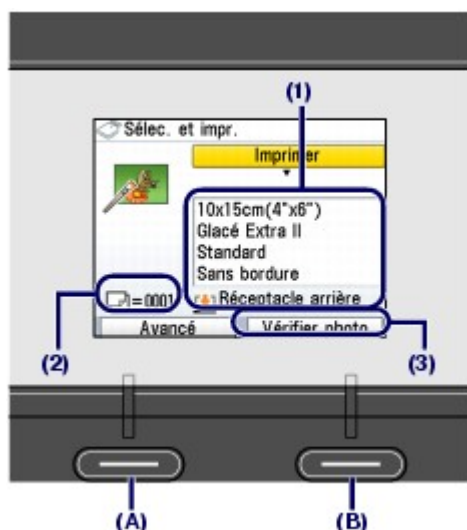 (1)
Sélec. et impr.
Imprimer
10x15cm(4"x6")
Glacé Extra II
Standard
Sans bordure
=0001
Réceptacle arrière
Avancé
Vérifier photo
(2)
(3)
(A)
(B)